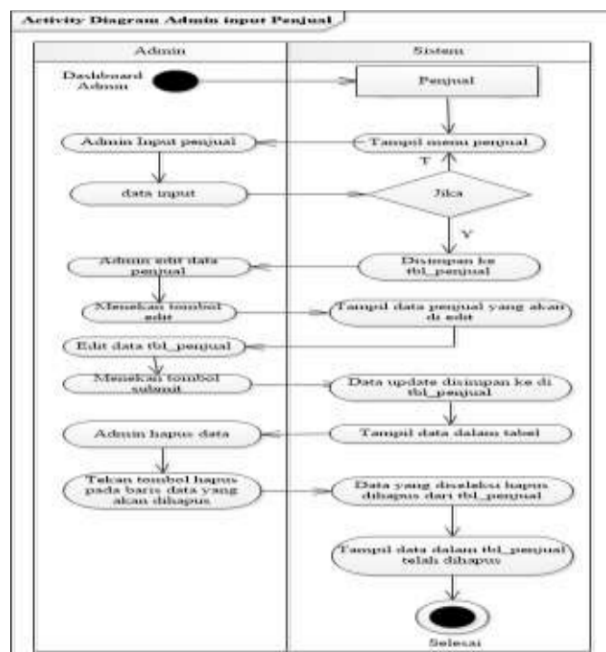 Activity Diagram Admin input Penjual
Admin
Sistem
Dashboard
Admin
Penjual
Admin Input penjual
Tampil menu penjual
T
data input
Jika
Y
Admin edit data
penjual
Disimpan ke
tbl_penjual
Menekan tombol
edit
Tampil data penjual yang akan
di edit
Edit data tbl_penjual
Menekan tombol
submit
Data update disimpan ke di
tbl_penjual
Admin hapus data
Tampil data dalam tabel
Tekan tombol hapus
pada baris data yang
akan dihapus
Data yang diseleksi hapus
dihapus dari tbl_penjual
Tampil data dalam tbl_penjual
telah dihapus
Selesai